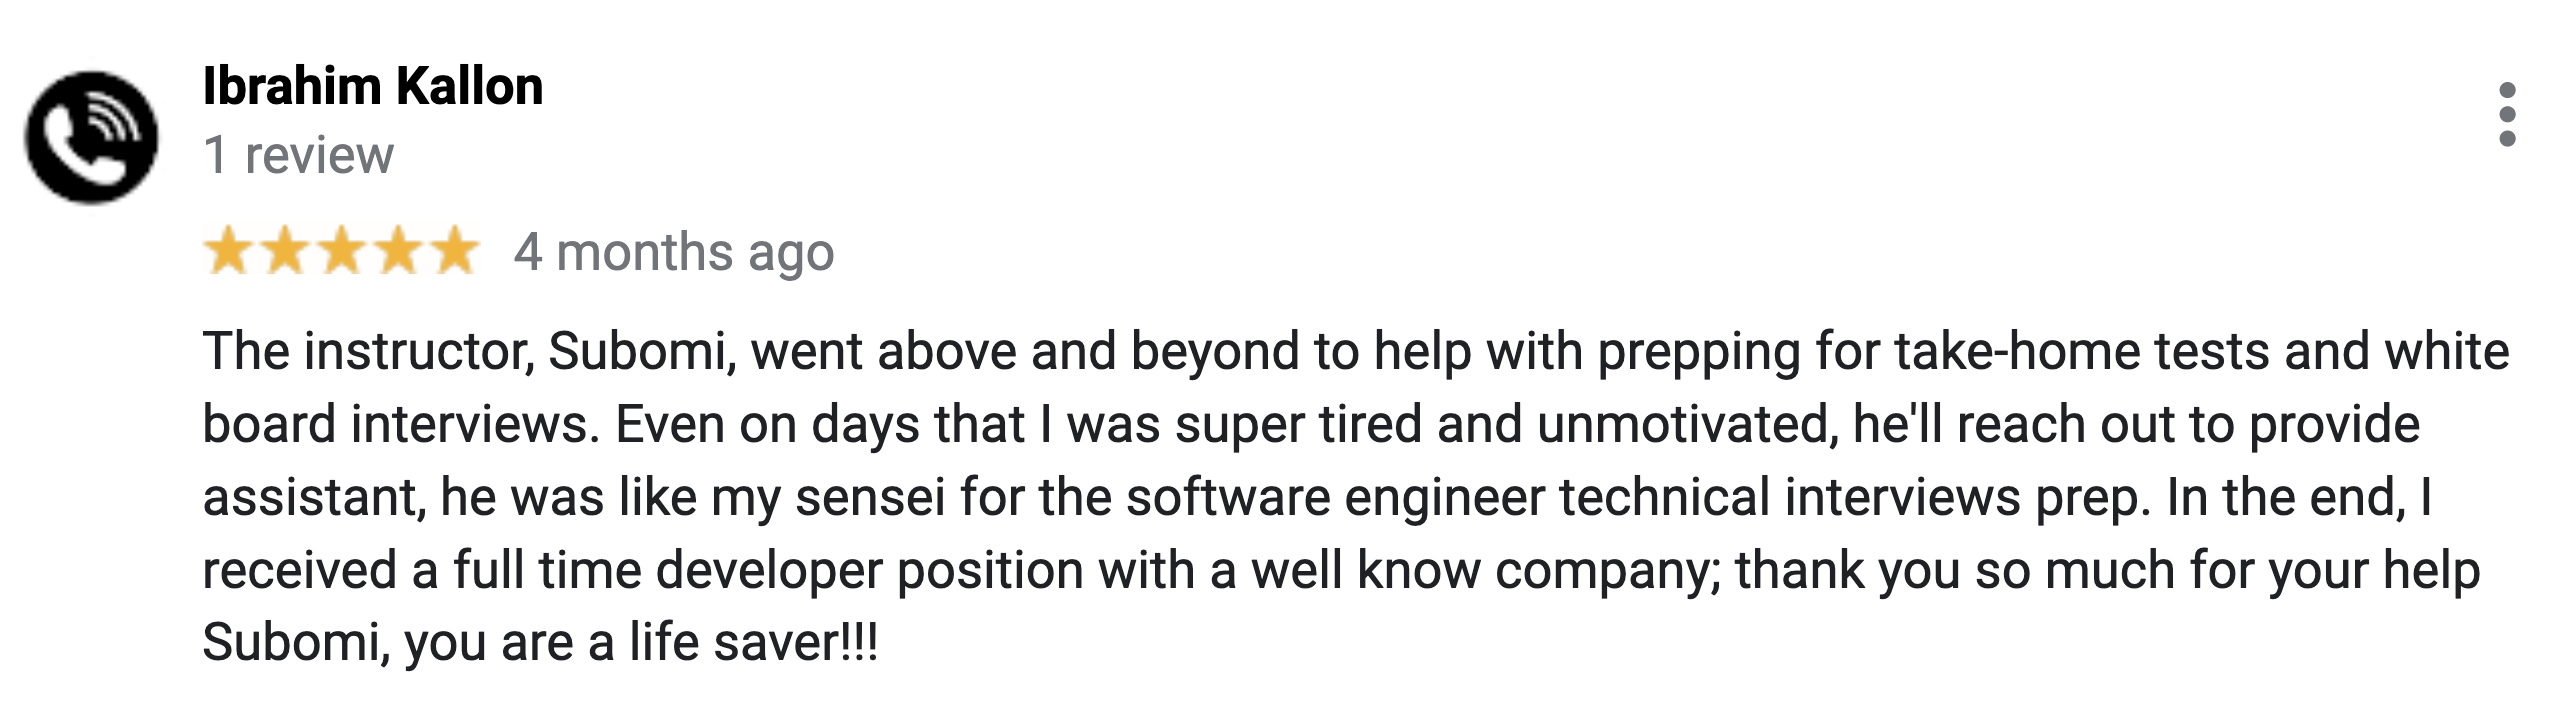 Ibrahim Kallon
1 review
4 months ago
The instructor, Subomi, went above and beyond to help with prepping for take-home tests and white
board interviews. Even on days that I was super tired and unmotivated, he'll reach out to provide
assistant, he was like my sensei for the software engineer technical interviews prep. In the end, I
received a full time developer position with a well know company; thank you so much for your help
Subomi, you are a life saver!!!